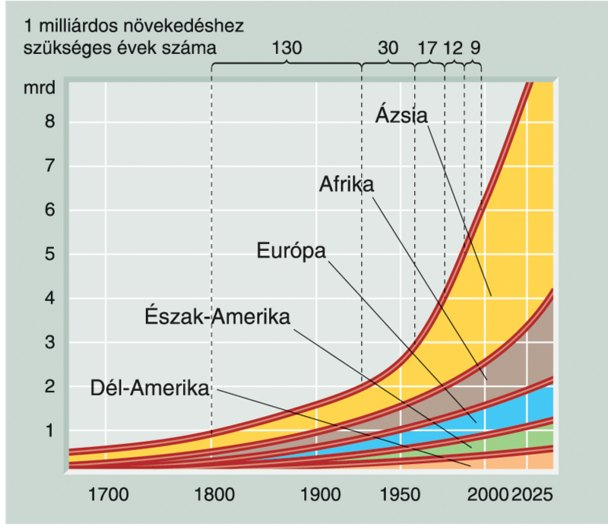 1 milliárdos növekedéshez
szükséges évek száma
130 30 17 12 9
mrd
8
7
6
5
4
3
2
1
Ázsia
Afrika
Európa
Észak-Amerika
Dél-Amerika
1700 1800 1900 1950 2000 2025